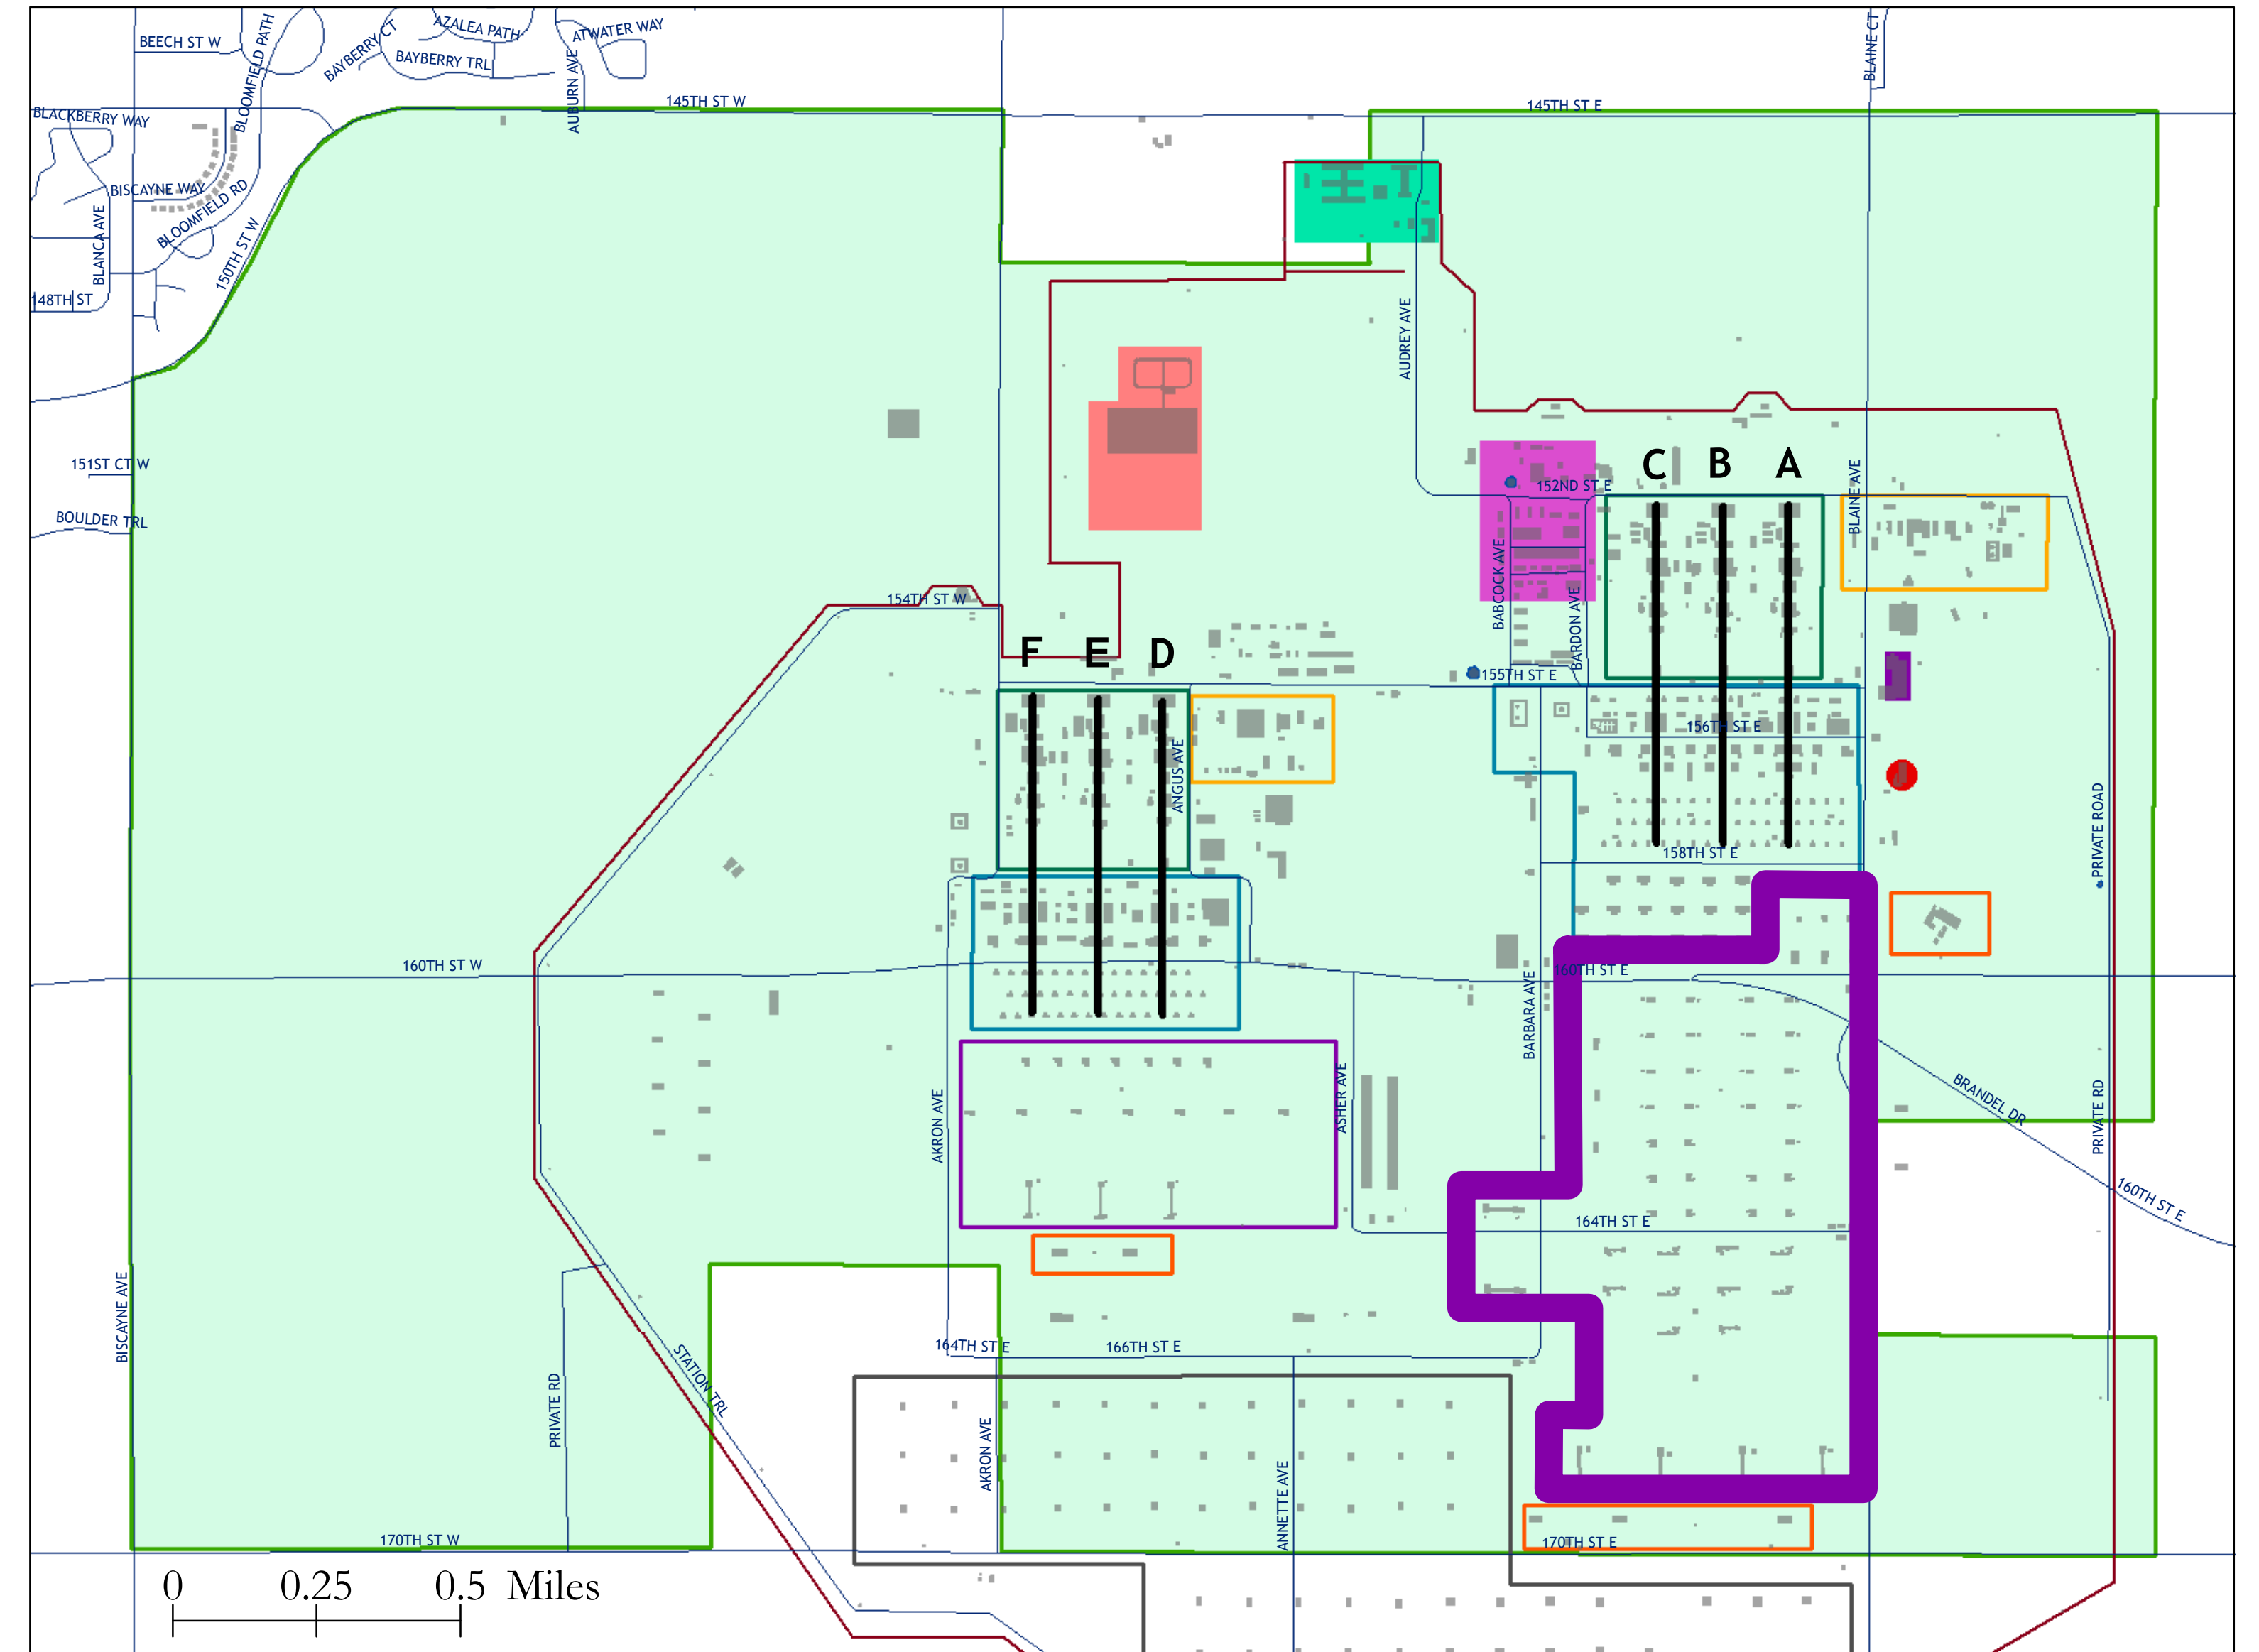 BEECH ST W
BLOOMFIELD PATH
BAYBERRY CT
AZALEA PATH
BAYBERRY TRL
AUBURN AVE
ATWATER WAY
BLAINE CT
145TH ST W
145TH ST E
BLACKBERRY WAY
BISCAYNE WAY
BLOOMFIELD RD
BLANCA AVE
150TH ST W
148TH ST
AUDREY AVE
151ST CT W
BOULDER TRL
C B A
152ND ST E
BLAINE AVE
BABCOCK AVE
BARDON AVE
154TH ST W
F E D
155TH ST E
156TH ST E
ANGUS AVE
PRIVATE ROAD
158TH ST E
160TH ST W
160TH ST E
BARBARA AVE
AKRON AVE
ASHER AVE
BRANDEL DR
PRIVATE RD
160TH ST E
164TH ST E
BISCAYNE AVE
STATION TRL
164TH ST E
166TH ST E
PRIVATE RD
AKRON AVE
ANNETTE AVE
170TH ST W
170TH ST E
0 0.25 0.5 Miles